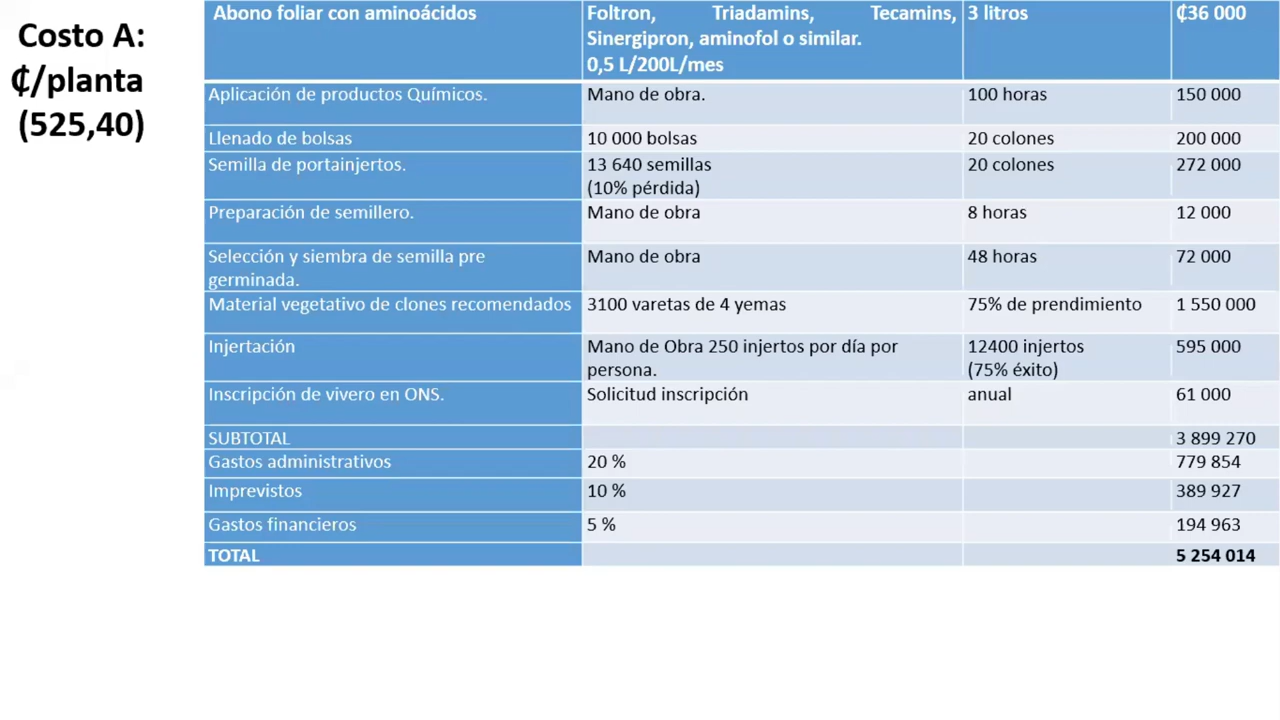 Costo A:
₡/planta
(525,40)
Abono foliar con aminoácidos
Foltron, Triadamins, Tecamins,
Sinergipron, aminofol o similar.
0,5 L/200L/mes
3 litros
₡36 000
Aplicación de productos Químicos.
Mano de obra.
100 horas
150 000
Llenado de bolsas
10 000 bolsas
20 colones
200 000
Semilla de portainjertos.
13 640 semillas
(10% pérdida)
20 colones
272 000
Preparación de semillero.
Mano de obra
8 horas
12 000
Selección y siembra de semilla pre
germinada.
Mano de obra
48 horas
72 000
Material vegetativo de clones recomendados
3100 varetas de 4 yemas
75% de prendimiento
1 550 000
Injertación
Mano de Obra 250 injertos por día por
persona.
12400 injertos
(75% éxito)
595 000
Inscripción de vivero en ONS.
Solicitud inscripción
anual
61 000
SUBTOTAL
3 899 270
Gastos administrativos
20 %
779 854
Imprevistos
10 %
389 927
Gastos financieros
5 %
194 963
TOTAL
5 254 014